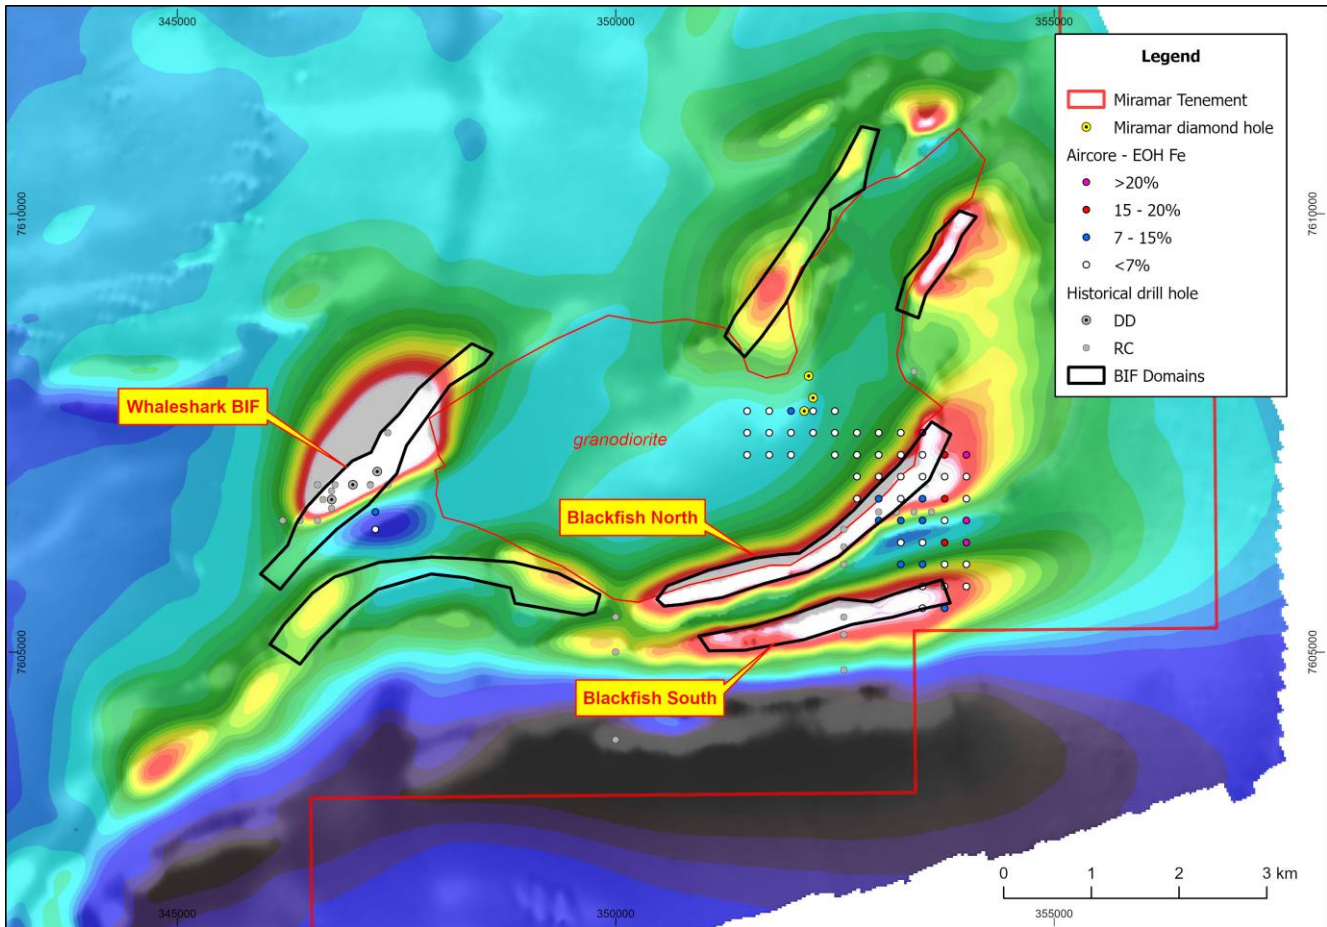 345000
350000
355000
Legend
Miramar Tenement
Miramar diamond hole
Aircore - EOH Fe
>20%
15 - 20%
7 - 15%
<7%
Historical drill hole
DD
RC
BIF Domains
7610000
7610000
Whaleshark BIF
granodiorite
Blackfish North
Blackfish South
7605000
7605000
0 1 2 3 km
345000
350000
355000